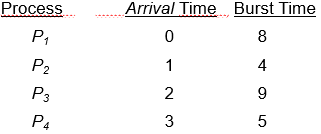 Process Arrival Time Burst Time
P1 0 8
P2 1 4
P3 2 9
P4 3 5